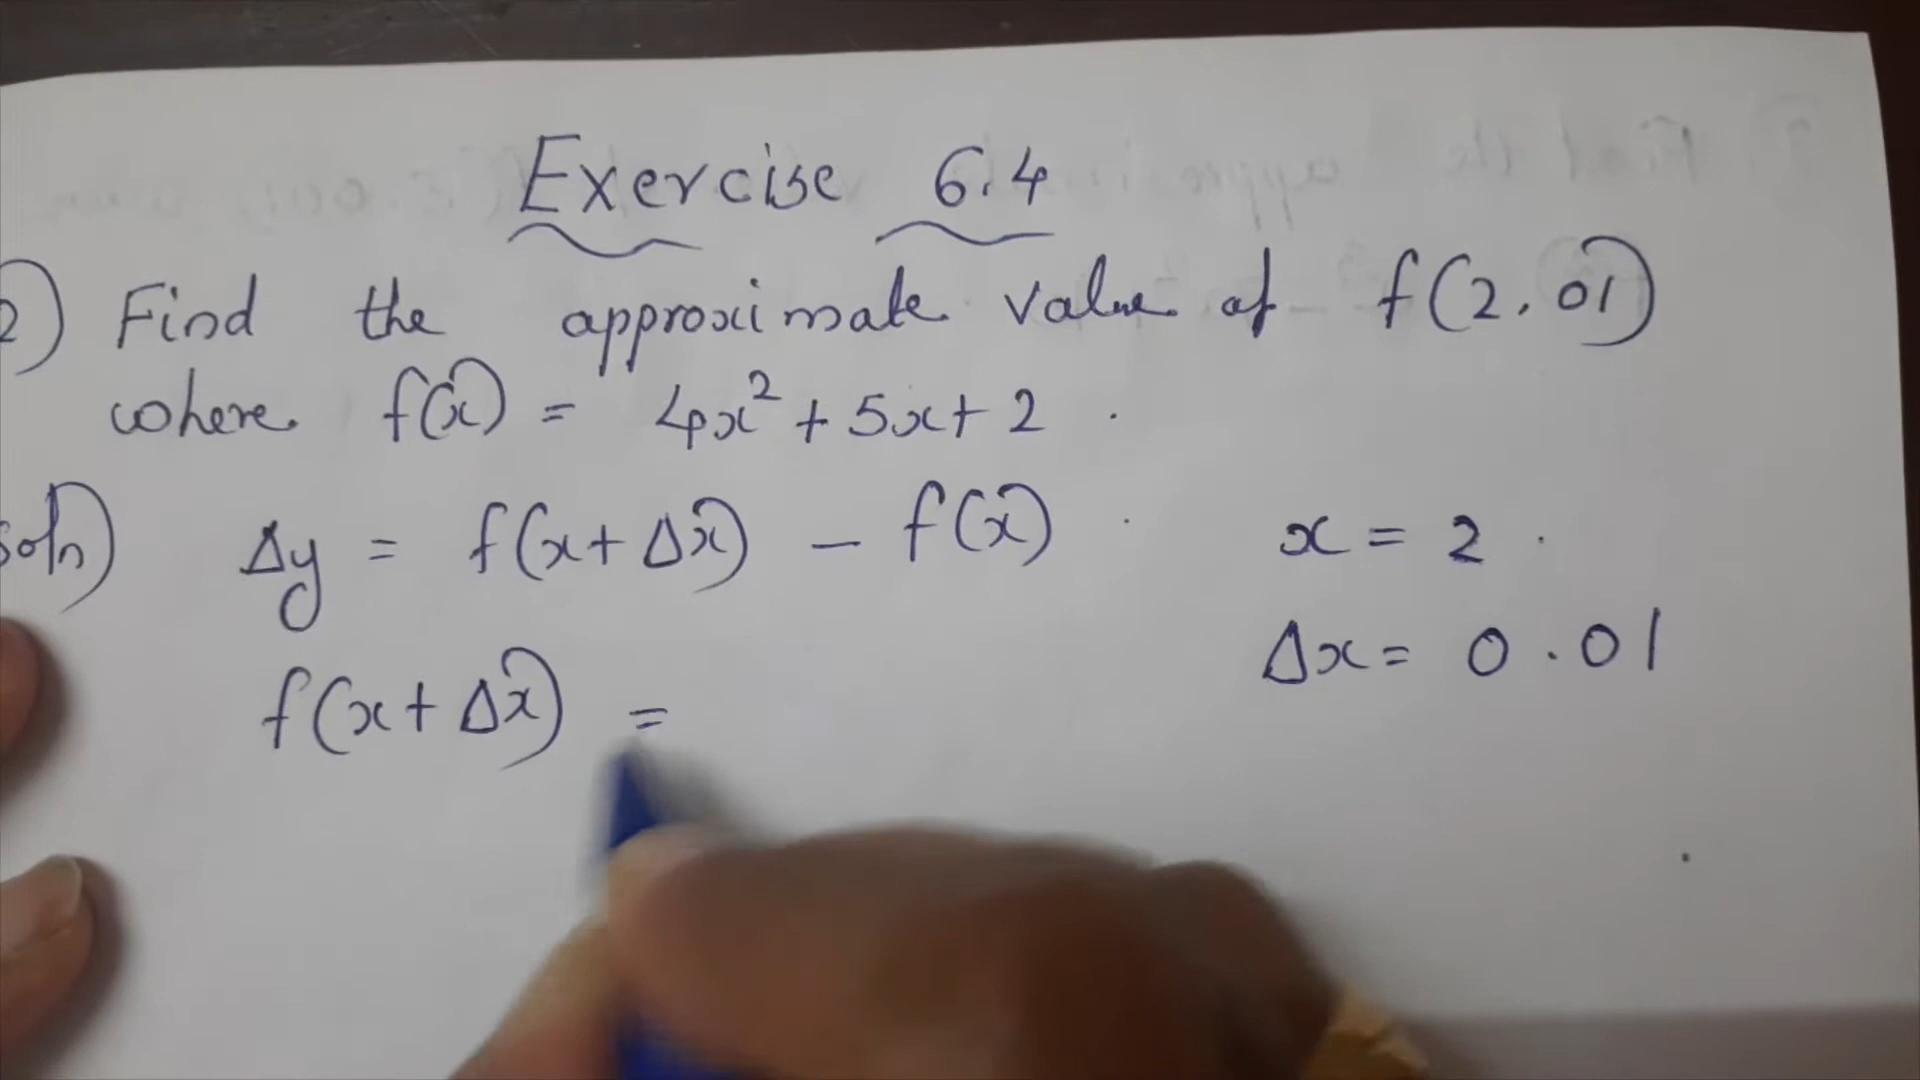 Exercise 6.4
2) Find the approximate value of f(2.01)
where f(x) = 4x² + 5x + 2 .
soln) Δy = f(x+Δx) - f(x) . x = 2 .
Δx = 0.01
f(x+Δx) =